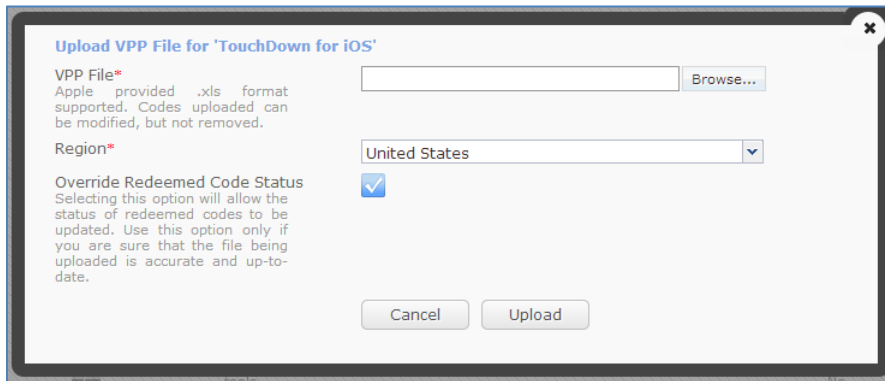 Upload VPP File for 'TouchDown for iOS'
VPP File*
Apple provided .xls format
supported. Codes uploaded can
be modified, but not removed.
Browse...
Region*
United States
Override Redeemed Code Status
Selecting this option will allow the
status of redeemed codes to be
updated. Use this option only if
you are sure that the file being
uploaded is accurate and up-to-
date.
Cancel Upload